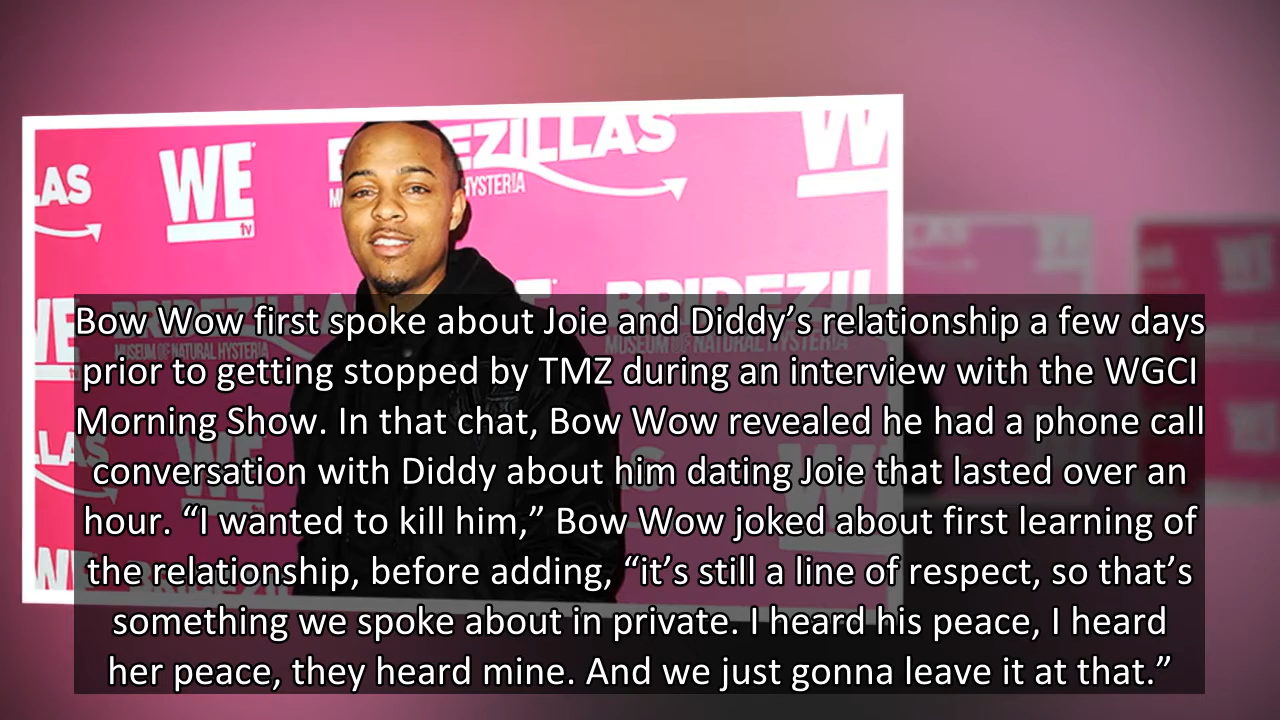 LAS
WE
tv
BRIDEZILLAS
MUSEUM OF NATURAL HYSTERIA
WE
Bow Wow first spoke about Joie and Diddy’s relationship a few days
prior to getting stopped by TMZ during an interview with the WGCI
Morning Show. In that chat, Bow Wow revealed he had a phone call
conversation with Diddy about him dating Joie that lasted over an
hour. “I wanted to kill him,” Bow Wow joked about first learning of
the relationship, before adding, “it’s still a line of respect, so that’s
something we spoke about in private. I heard his peace, I heard
her peace, they heard mine. And we just gonna leave it at that.”